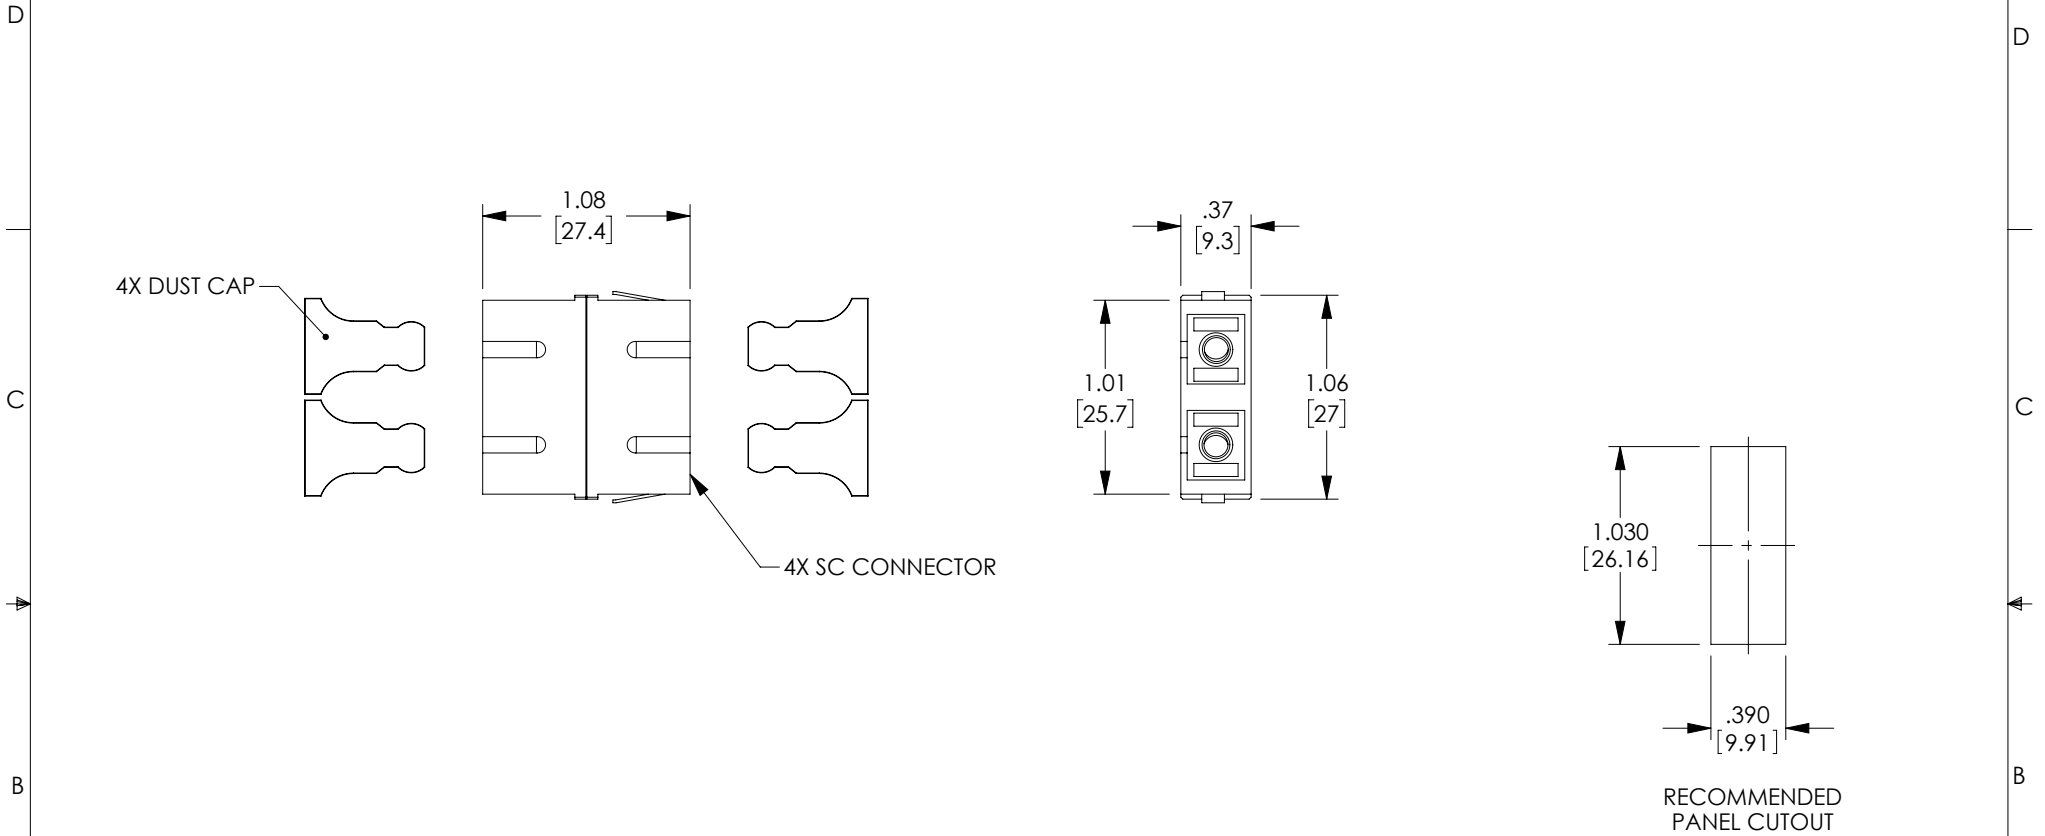 D
D
1.08
[27.4]
.37
[9.3]
4X DUST CAP
1.01
[25.7]
1.06
[27]
C
C
1.030
[26.16]
4X SC CONNECTOR
.390
[9.91]
B
B
RECOMMENDED
PANEL CUTOUT